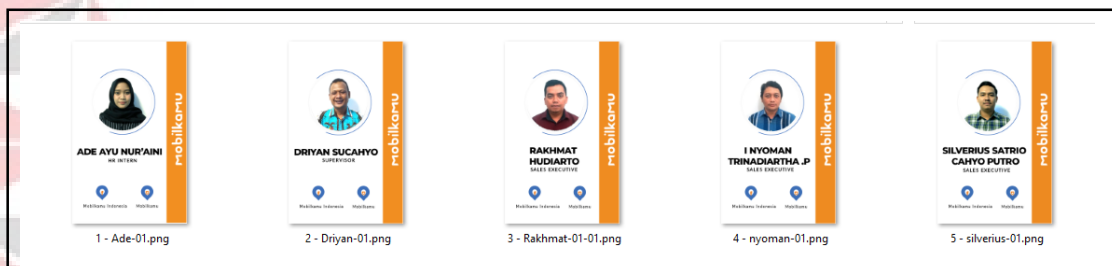 ADE AYU NUR'AINI
HR INTERN
Mobilkamu Indonesia
Mobilkamu
mobilkamu
1 - Ade-01.png
DRIYAN SUCAHYO
SUPERVISOR
Mobilkamu Indonesia
Mobilkamu
mobilkamu
2 - Driyan-01.png
RAKHMAT
HUDIARTO
SALES EXECUTIVE
Mobilkamu Indonesia
Mobilkamu
mobilkamu
3 - Rakhmat-01-01.png
I NYOMAN
TRINADIARTHA .P
SALES EXECUTIVE
Mobilkamu Indonesia
Mobilkamu
mobilkamu
4 - nyoman-01.png
SILVERIUS SATRIO
CAHYO PUTRO
SALES EXECUTIVE
Mobilkamu Indonesia
Mobilkamu
mobilkamu
5 - silverius-01.png